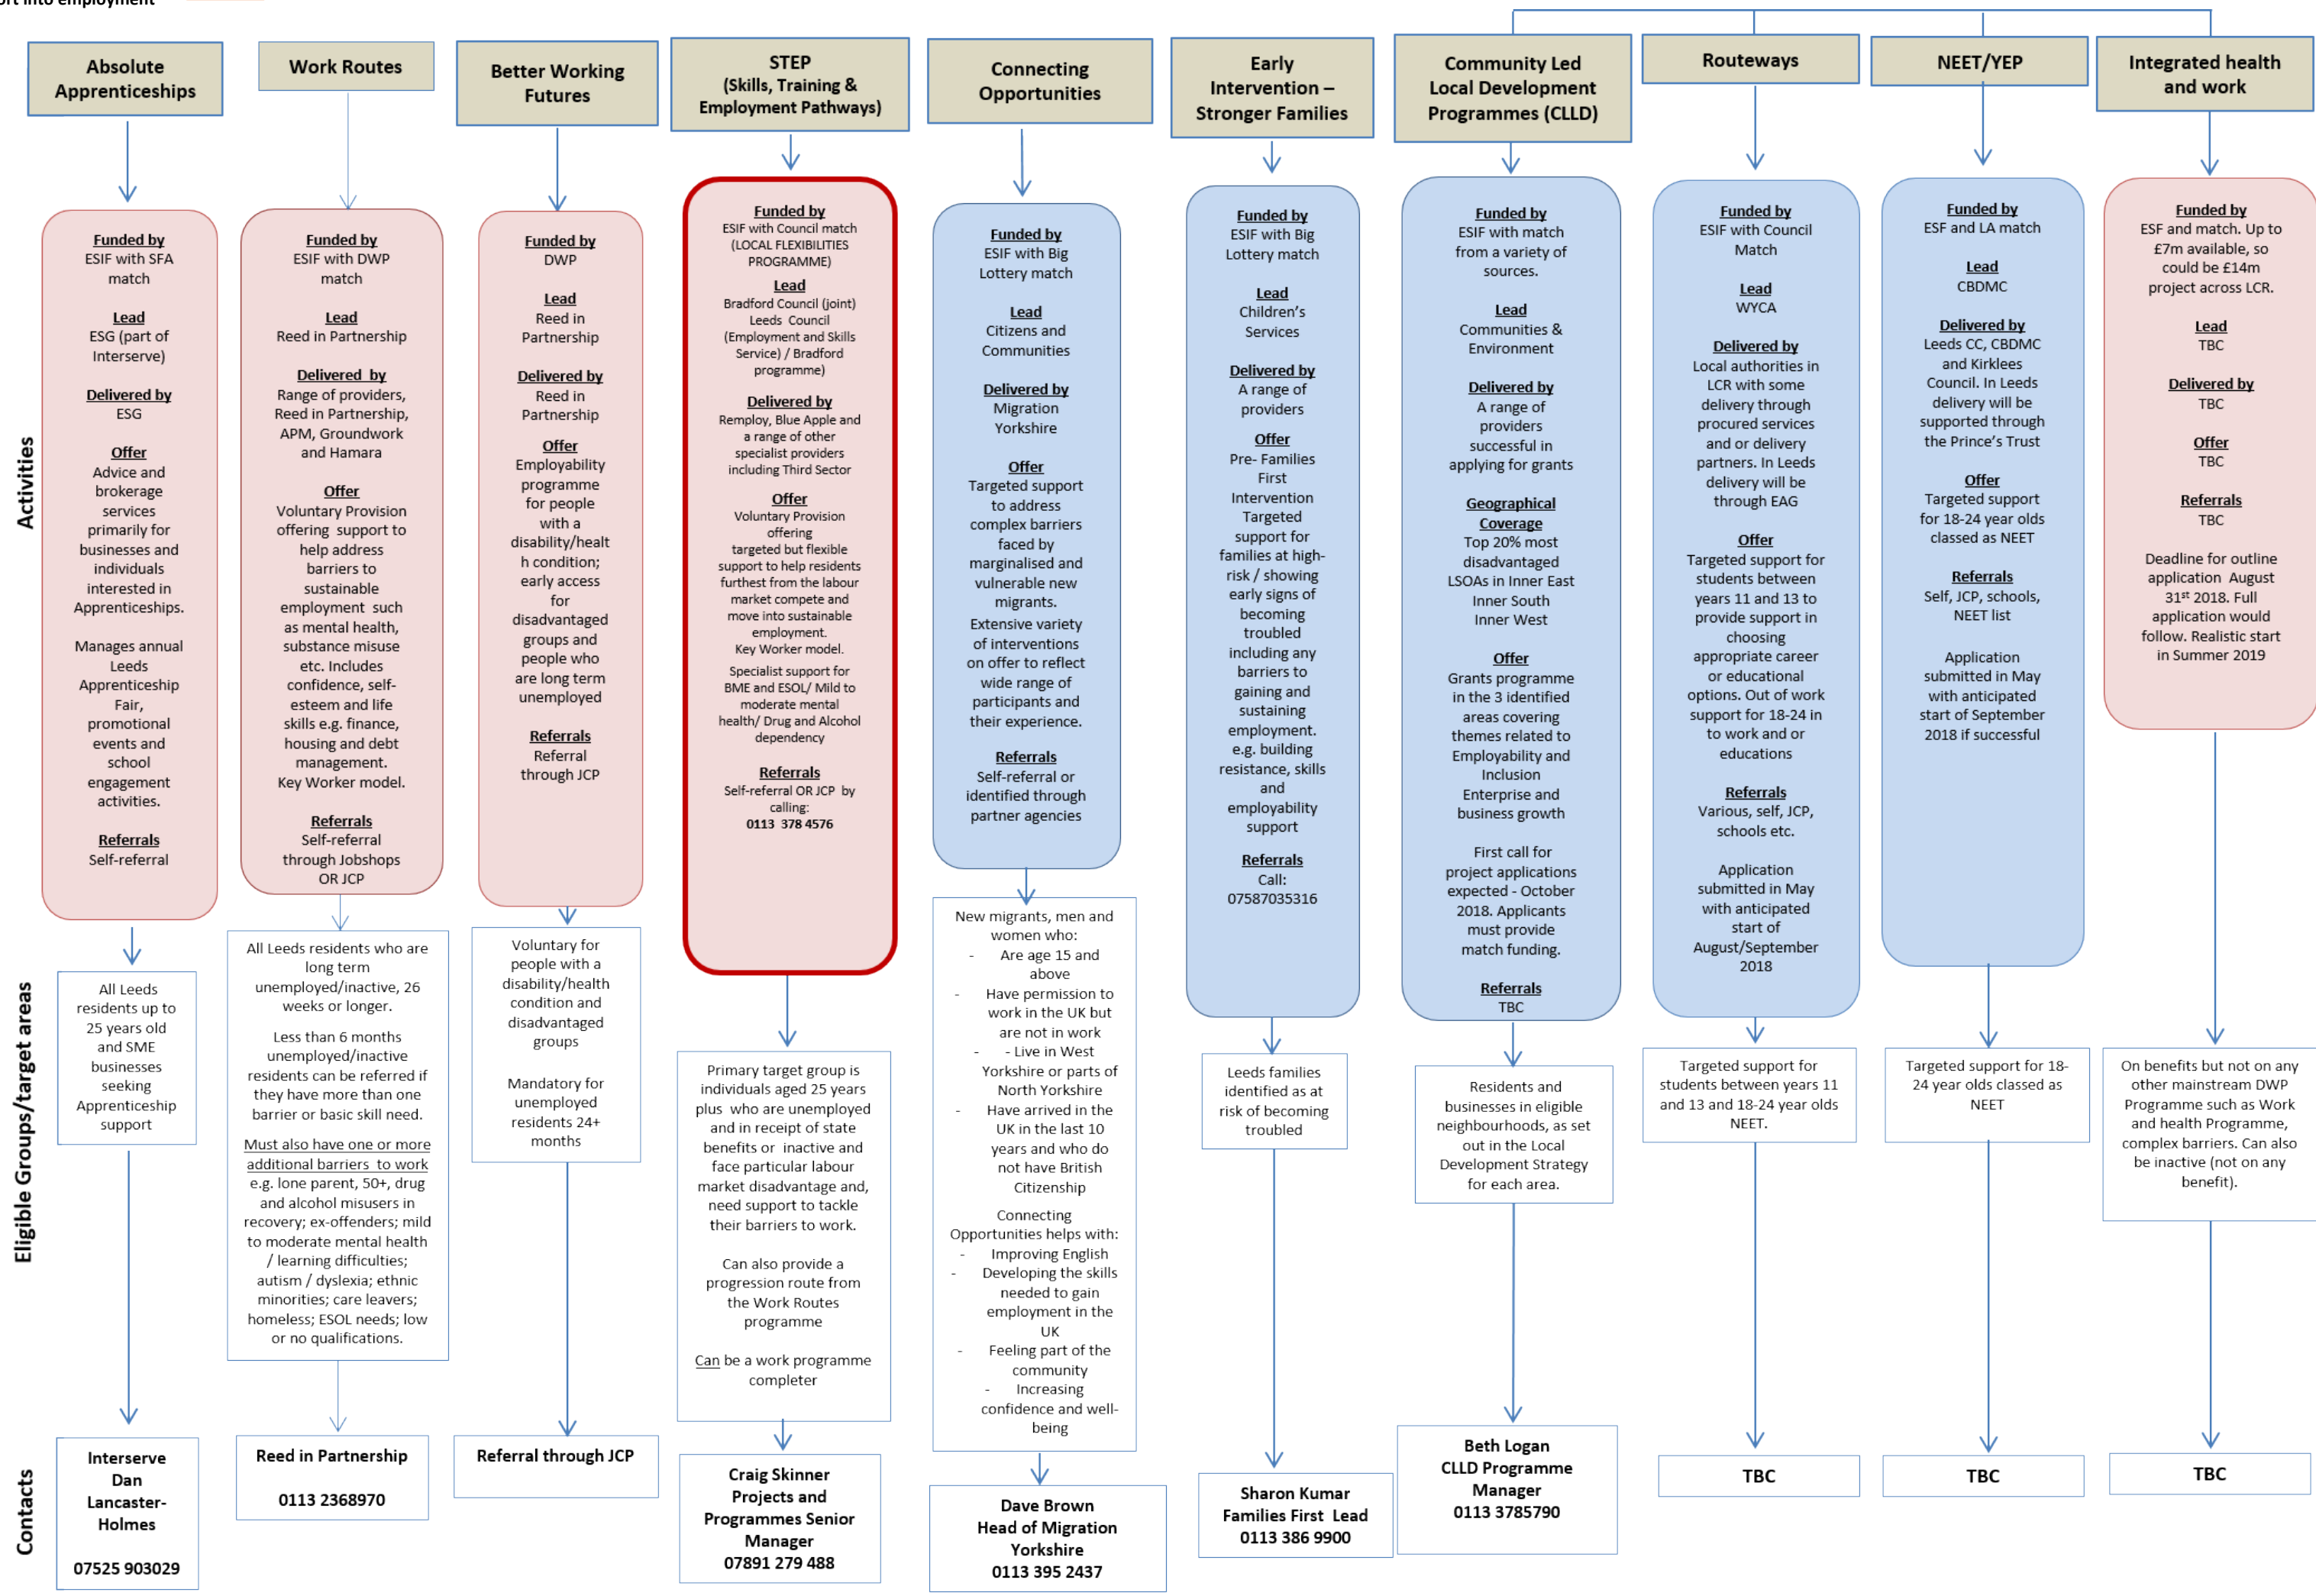 ort into employment
Absolute
Apprenticeships
Funded by
ESIF with SFA
match
Lead
ESG (part of
Interserve)
Delivered by
ESG
Offer
Advice and
brokerage
services
primarily for
businesses and
individuals
interested in
Apprenticeships.
Manages annual
Leeds
Apprenticeship
Fair,
promotional
events and
school
engagement
activities.
Referrals
Self-referral
All Leeds
residents up to
25 years old
and SME
businesses
seeking
Apprenticeship
support
Interserve
Dan
Lancaster-
Holmes
07525 903029
Work Routes
Funded by
ESIF with DWP
match
Lead
Reed in Partnership
Delivered by
Range of providers,
Reed in Partnership,
APM, Groundwork
and Hamara
Offer
Voluntary Provision
offering support to
help address
barriers to
sustainable
employment such
as mental health,
substance misuse
etc. Includes
confidence, self-
esteem and life
skills e.g. finance,
housing and debt
management.
Key Worker model.
Referrals
Self-referral
through Jobshops
OR JCP
All Leeds residents who are
long term
unemployed/inactive, 26
weeks or longer.
Less than 6 months
unemployed/inactive
residents can be referred if
they have more than one
barrier or basic skill need.
Must also have one or more
additional barriers to work
e.g. lone parent, 50+, drug
and alcohol misusers in
recovery; ex-offenders; mild
to moderate mental health
/ learning difficulties;
autism / dyslexia; ethnic
minorities; care leavers;
homeless; ESOL needs; low
or no qualifications.
Reed in Partnership
0113 2368970
Better Working
Futures
Funded by
DWP
Lead
Reed in
Partnership
Delivered by
Reed in
Partnership
Offer
Employability
programme
for people
with a
disability/healt
h condition;
early access
for
disadvantaged
groups and
people who
are long term
unemployed
Referrals
Referral
through JCP
Voluntary for
people with a
disability/health
condition and
disadvantaged
groups
Mandatory for
unemployed
residents 24+
months
Referral through JCP
STEP
(Skills, Training &
Employment Pathways)
Funded by
ESIF with Council match
(LOCAL FLEXIBILITIES
PROGRAMME)
Lead
Bradford Council (joint)
Leeds Council
(Employment and Skills
Service) / Bradford
programme)
Delivered by
Remploy, Blue Apple and
a range of other
specialist providers
including Third Sector
Offer
Voluntary Provision
offering
targeted but flexible
support to help residents
furthest from the labour
market compete and
move into sustainable
employment.
Key Worker model.
Specialist support for
BME and ESOL/ Mild to
moderate mental
health/ Drug and Alcohol
dependency
Referrals
Self-referral OR JCP by
calling:
0113 378 4576
Primary target group is
individuals aged 25 years
plus who are unemployed
and in receipt of state
benefits or inactive and
face particular labour
market disadvantage and,
need support to tackle
their barriers to work.
Can also provide a
progression route from
the Work Routes
programme
Can be a work programme
completer
Craig Skinner
Projects and
Programmes Senior
Manager
07891 279 488
Connecting
Opportunities
Funded by
ESIF with Big
Lottery match
Lead
Citizens and
Communities
Delivered by
Migration
Yorkshire
Offer
Targeted support
to address
complex barriers
faced by
marginalised and
vulnerable new
migrants.
Extensive variety
of interventions
on offer to reflect
wide range of
participants and
their experience.
Referrals
Self-referral or
identified through
partner agencies
New migrants, men and
women who:
- Are age 15 and
above
- Have permission to
work in the UK but
are not in work
- - Live in West
Yorkshire or parts of
North Yorkshire
- Have arrived in the
UK in the last 10
years and who do
not have British
Citizenship
Connecting
Opportunities helps with:
- Improving English
- Developing the skills
needed to gain
employment in the
UK
- Feeling part of the
community
- Increasing
confidence and well-
being
Dave Brown
Head of Migration
Yorkshire
0113 395 2437
Early
Intervention –
Stronger Families
Funded by
ESIF with Big
Lottery match
Lead
Children's
Services
Delivered by
A range of
providers
Offer
Pre- Families
First
Intervention
Targeted
support for
families at high-
risk / showing
early signs of
becoming
troubled
including any
barriers to
gaining and
sustaining
employment.
e.g. building
resistance, skills
and
employability
support
Referrals
Call:
07587035316
Leeds families
identified as at
risk of becoming
troubled
Sharon Kumar
Families First Lead
0113 386 9900
Community Led
Local Development
Programmes (CLLD)
Funded by
ESIF with match
from a variety of
sources.
Lead
Communities &
Environment
Delivered by
A range of
providers
successful in
applying for grants
Geographical
Coverage
Top 20% most
disadvantaged
LSOAs in Inner East
Inner South
Inner West
Offer
Grants programme
in the 3 identified
areas covering
themes related to
Employability and
Inclusion
Enterprise and
business growth
First call for
project applications
expected - October
2018. Applicants
must provide
match funding.
Referrals
TBC
Residents and
businesses in eligible
neighbourhoods, as set
out in the Local
Development Strategy
for each area.
Beth Logan
CLLD Programme
Manager
0113 3785790
Routeways
Funded by
ESIF with Council
Match
Lead
WYCA
Delivered by
Local authorities in
LCR with some
delivery through
procured services
and or delivery
partners. In Leeds
delivery will be
through EAG
Offer
Targeted support for
students between
years 11 and 13 to
provide support in
choosing
appropriate career
or educational
options. Out of work
support for 18-24 in
to work and or
educations
Referrals
Various, self, JCP,
schools etc.
Application
submitted in May
with anticipated
start of
August/September
2018
Targeted support for
students between years 11
and 13 and 18-24 year olds
NEET.
TBC
NEET/YEP
Funded by
ESF and LA match
Lead
CBDMC
Delivered by
Leeds CC, CBDMC
and Kirklees
Council. In Leeds
delivery will be
supported through
the Prince's Trust
Offer
Targeted support
for 18-24 year olds
classed as NEET
Referrals
Self, JCP, schools,
NEET list
Application
submitted in May
with anticipated
start of September
2018 if successful
Targeted support for 18-
24 year olds classed as
NEET
TBC
Integrated health
and work
Funded by
ESF and match. Up to
£7m available, so
could be £14m
project across LCR.
Lead
TBC
Delivered by
TBC
Offer
TBC
Referrals
TBC
Deadline for outline
application August
31st 2018. Full
application would
follow. Realistic start
in Summer 2019
On benefits but not on any
other mainstream DWP
Programme such as Work
and health Programme,
complex barriers. Can also
be inactive (not on any
benefit).
TBC
Activities
Eligible Groups/target areas
Contacts